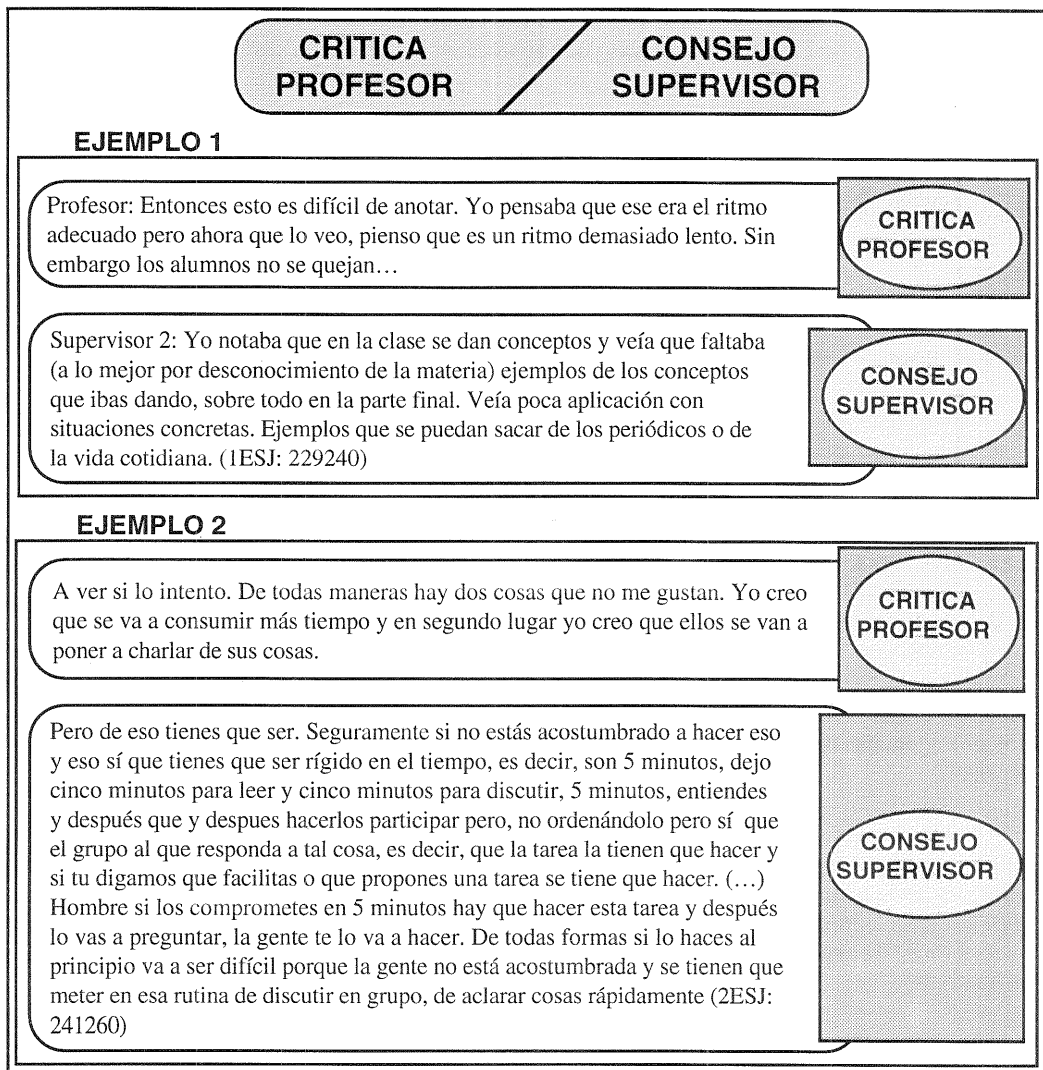 CRITICA PROFESOR
CONSEJO SUPERVISOR
EJEMPLO 1
Profesor: Entonces esto es difícil de anotar. Yo pensaba que ese era el ritmo
adecuado pero ahora que lo veo, pienso que es un ritmo demasiado lento. Sin
embargo los alumnos no se quejan…
CRITICA
PROFESOR
Supervisor 2: Yo notaba que en la clase se dan conceptos y veía que faltaba
(a lo mejor por desconocimiento de la materia) ejemplos de los conceptos
que ibas dando, sobre todo en la parte final. Veía poca aplicación con
situaciones concretas. Ejemplos que se puedan sacar de los periódicos o de
la vida cotidiana. (1ESJ: 229240)
CONSEJO
SUPERVISOR
EJEMPLO 2
A ver si lo intento. De todas maneras hay dos cosas que no me gustan. Yo creo
que se va a consumir más tiempo y en segundo lugar yo creo que ellos se van a
poner a charlar de sus cosas.
CRITICA
PROFESOR
Pero de eso tienes que ser. Seguramente si no estás acostumbrado a hacer eso
y eso sí que tienes que ser rígido en el tiempo, es decir, son 5 minutos, dejo
cinco minutos para leer y cinco minutos para discutir, 5 minutos, entiendes
y después que y despues hacerlos participar pero, no ordenándolo pero sí que
el grupo al que responda a tal cosa, es decir, que la tarea la tienen que hacer y
si tu digamos que facilitas o que propones una tarea se tiene que hacer. (…)
Hombre si los comprometes en 5 minutos hay que hacer esta tarea y después
lo vas a preguntar, la gente te lo va a hacer. De todas formas si lo haces al
principio va a ser difícil porque la gente no está acostumbrada y se tienen que
meter en esa rutina de discutir en grupo, de aclarar cosas rápidamente (2ESJ:
241260)
CONSEJO
SUPERVISOR